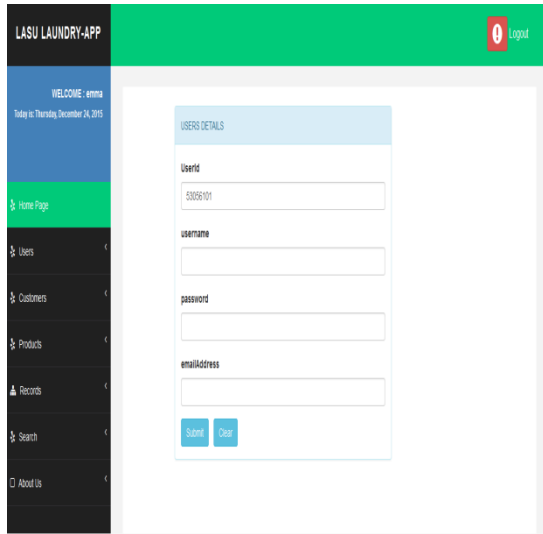 LASU LAUNDRY-APP
Logout
WELCOME : emma
Today is: Thursday, December 24, 2015
Home Page
Users
Customers
Products
Records
Search
About Us
USERS DETAILS
UserId
53056101
username
password
emailAddress
Submit
Clear